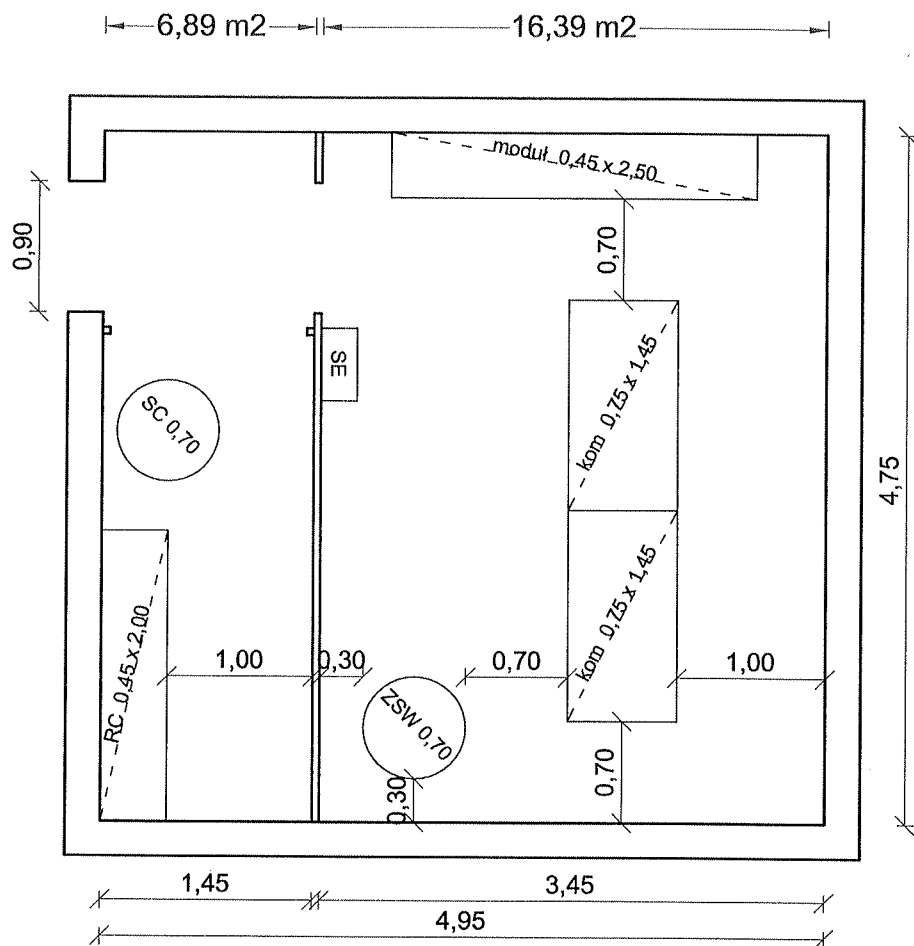 6,89 m2
16,39 m2
moduł 0,45 x 2,50
0,90
0,70
SE
kom 0,75 x 1,45
SC 0,70
4,75
kom 0,75 x 1,45
RC 0,45 x 2,00
1,00
0,30
0,70
1,00
ZSW 0,70
0,30
0,70
1,45
3,45
4,95